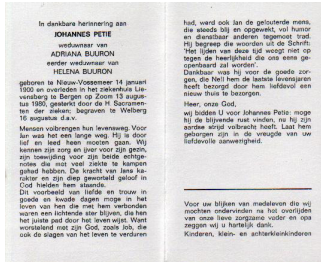 In dankbare herinnering aan
JOHANNES PETIE
weduwnaar van
ADRIANA BUURON
eerder weduwnaar van
HELENA BUURON
geboren te Nieuw-Vossemeer 14 januari
1900 en overleden in het ziekenhuis Lie-
vensberg te Bergen op Zoom 13 augus-
tus 1980, gesterkt door de H. Sacramen-
ten der zieken; begraven te Welberg
16 augustus d.a.v.
Mensen volbrengen hun levensweg. Voor
Jan was het een lange weg. Hij is door
lief en leed heen moeten gaan. Wij
kennen zijn zorg en ijver voor zijn gezin,
zijn toewijding voor zijn beide echtge-
notes die met veel ziekte te kampen
gehad hebben. De kracht van Jans ka-
rakter en zijn diep geworteld geloof in
God hielden hem staande.
Dit voorbeeld van liefde en trouw in
goede en kwade dagen moge in het
leven van hen die met hem verbonden
waren een lichtende ster blijven, die hen
het juiste pad door het leven wijst. Want
worstelend met zijn God, zoals Job, die
ook de slagen van het leven te verduren
had, werd ook Jan de gelouterde mens,
die steeds blij en opgewekt, vol humor
en dienstbaar anderen tegemoet trad.
Hij begreep die woorden uit de Schrift:
'Het lijden van deze tijd weegt niet op
tegen de heerlijkheid die ons eens ge-
openbaard zal worden'.
Dankbaar was hij voor de goede zor-
gen, die Nell hem de laatste levensjaren
heeft bezorgd door hem liefdevol een
nieuw thuis te bezorgen.
Heer, onze God,
wij bidden U voor Johannes Petie: moge
hij de blijvende rust vinden, na hij zijn
aardse strijd volbracht heeft. Laat hem
geborgen zijn in de vreugde van uw
liefdevolle aanwezigheid.
Voor uw blijken van medeleven die wij
mochten ondervinden na het overlijden
van onze lieve zorgzame vader en opa
zeggen wij u hartelijk dank.
Kinderen, klein- en achterkleinkinderen